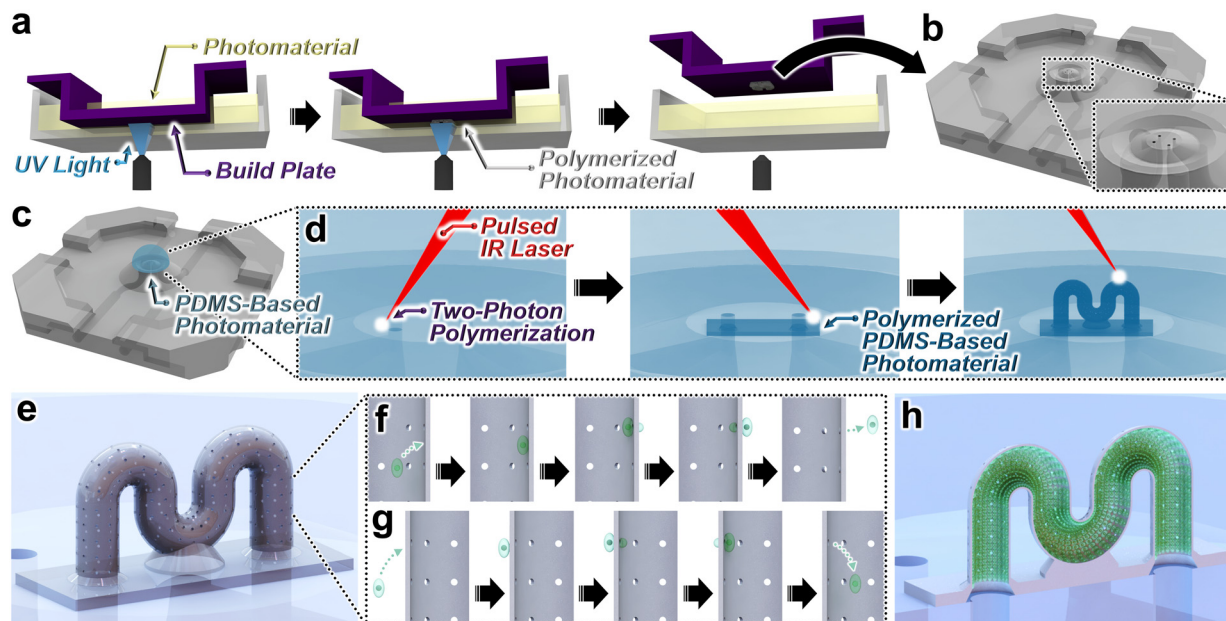 a
Photomaterial
UV Light
Build Plate
Polymerized
Photomaterial
b
c
PDMS-Based
Photomaterial
d
Pulsed
IR Laser
Two-Photon
Polymerization
Polymerized
PDMS-Based
Photomaterial
e
f
g
h